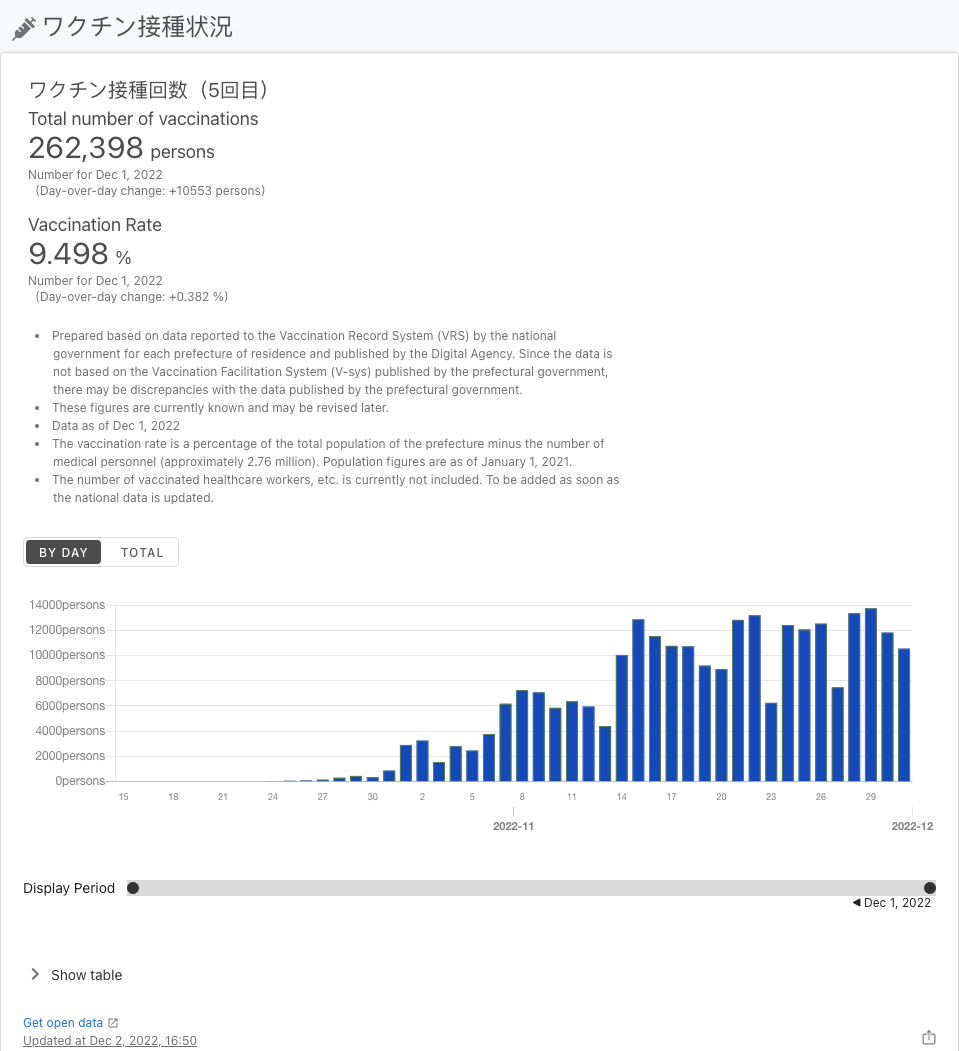 ワクチン接種状況
ワクチン接種回数（5回目）
Total number of vaccinations
262,398 persons
Number for Dec 1, 2022
(Day-over-day change: +10553 persons)
Vaccination Rate
9.498 %
Number for Dec 1, 2022
(Day-over-day change: +0.382 %)
• Prepared based on data reported to the Vaccination Record System (VRS) by the national
government for each prefecture of residence and published by the Digital Agency. Since the data is
not based on the Vaccination Facilitation System (V-sys) published by the prefectural government,
there may be discrepancies with the data published by the prefectural government.
• These figures are currently known and may be revised later.
• Data as of Dec 1, 2022
• The vaccination rate is a percentage of the total population of the prefecture minus the number of
medical personnel (approximately 2.76 million). Population figures are as of January 1, 2021.
• The number of vaccinated healthcare workers, etc. is currently not included. To be added as soon as
the national data is updated.
BY DAY TOTAL
14000persons
12000persons
10000persons
8000persons
6000persons
4000persons
2000persons
0persons
15 18 21 24 27 30 2 5 8 11 14 17 20 23 26 29
2022-11 2022-12
Display Period
◀ Dec 1, 2022
Show table
Get open data
Updated at Dec 2, 2022, 16:50